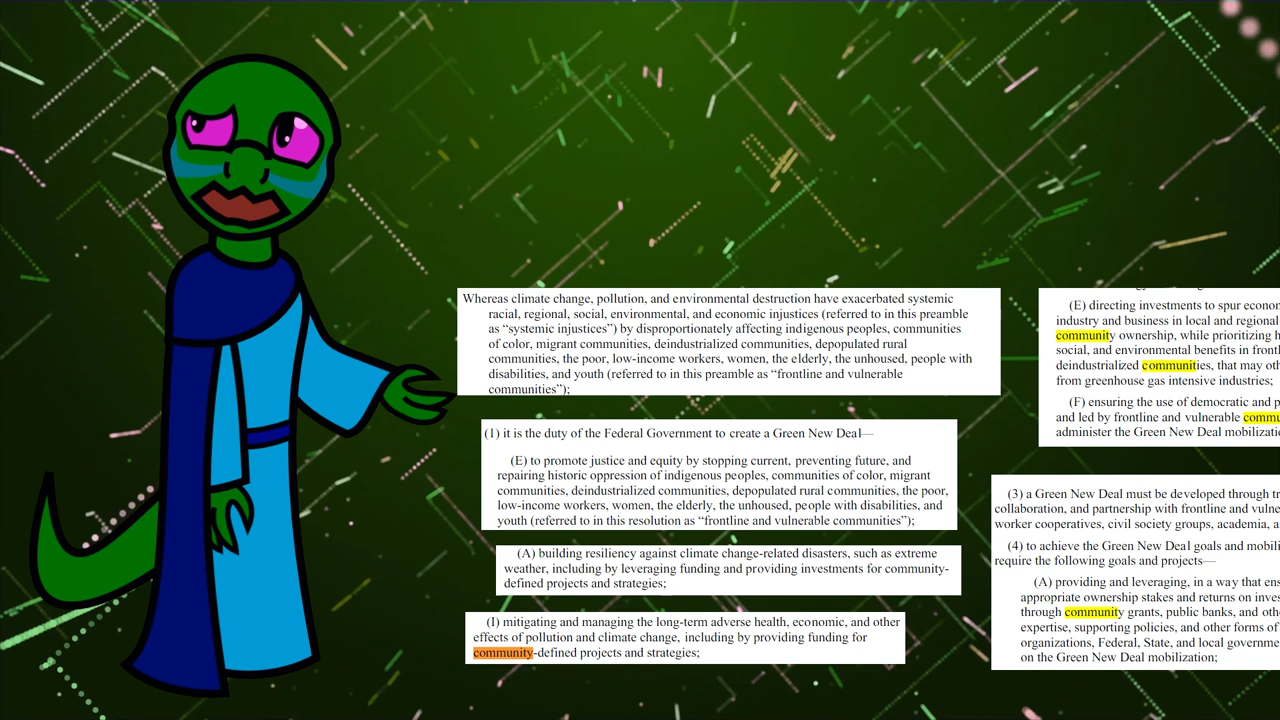 Whereas climate change, pollution, and environmental destruction have exacerbated systemic
racial, regional, social, environmental, and economic injustices (referred to in this preamble
as “systemic injustices”) by disproportionately affecting indigenous peoples, communities
of color, migrant communities, deindustrialized communities, depopulated rural
communities, the poor, low-income workers, women, the elderly, the unhoused, people with
disabilities, and youth (referred to in this preamble as “frontline and vulnerable
communities”);
(1) it is the duty of the Federal Government to create a Green New Deal—
(E) to promote justice and equity by stopping current, preventing future, and
repairing historic oppression of indigenous peoples, communities of color, migrant
communities, deindustrialized communities, depopulated rural communities, the poor,
low-income workers, women, the elderly, the unhoused, people with disabilities, and
youth (referred to in this resolution as “frontline and vulnerable communities”);
(A) building resiliency against climate change-related disasters, such as extreme
weather, including by leveraging funding and providing investments for community-
defined projects and strategies;
(I) mitigating and managing the long-term adverse health, economic, and other
effects of pollution and climate change, including by providing funding for
community-defined projects and strategies;
(E) directing investments to spur
industry and business in local and regional
community ownership, while prioritizing
social, and environmental benefits in
deindustrialized communities, that may
from greenhouse gas intensive industries;
(F) ensuring the use of democratic and
and led by frontline and vulnerable
administer the Green New Deal
(3) a Green New Deal must be developed through
collaboration, and partnership with frontline and
worker cooperatives, civil society groups, academia,
(4) to achieve the Green New Deal goals and
require the following goals and projects—
(A) providing and leveraging, in a way that
appropriate ownership stakes and returns on
through community grants, public banks, and
expertise, supporting policies, and other forms of
organizations, Federal, State, and local
on the Green New Deal mobilization;